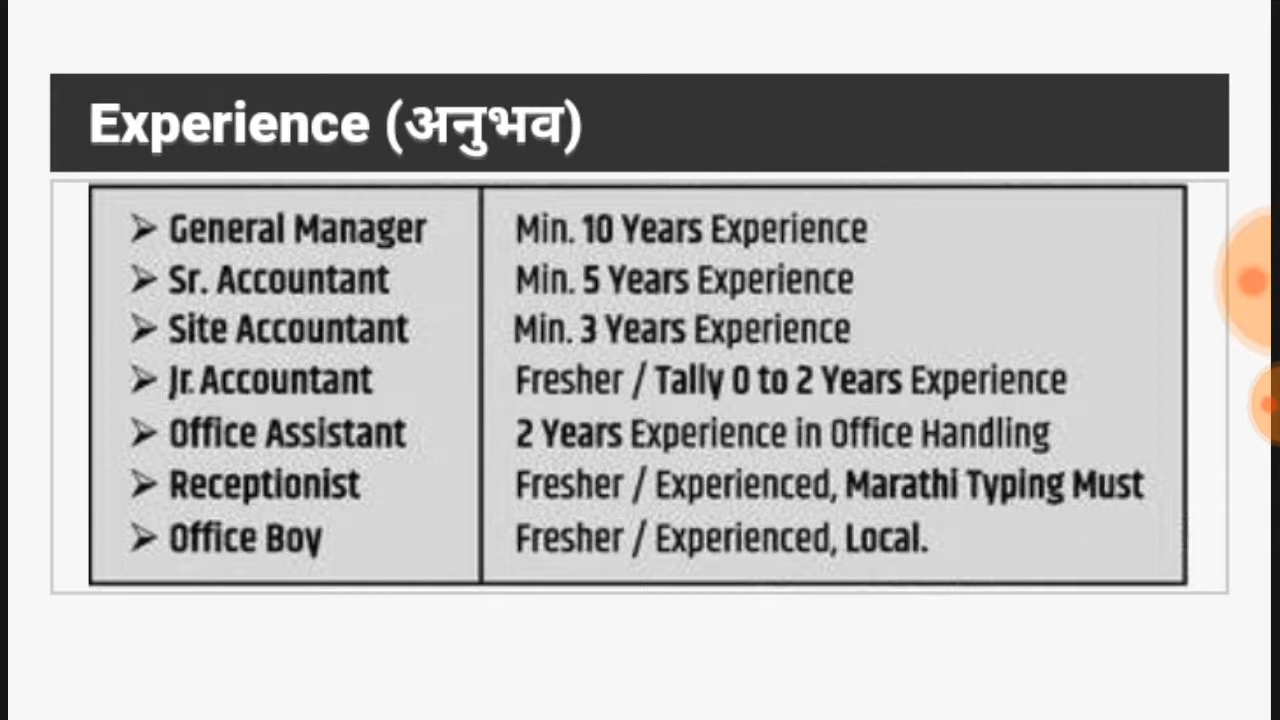 Experience (अनुभव)
➢ General Manager Min. 10 Years Experience
➢ Sr. Accountant Min. 5 Years Experience
➢ Site Accountant Min. 3 Years Experience
➢ Jr. Accountant Fresher / Tally 0 to 2 Years Experience
➢ Office Assistant 2 Years Experience in Office Handling
➢ Receptionist Fresher / Experienced, Marathi Typing Must
➢ Office Boy Fresher / Experienced, Local.